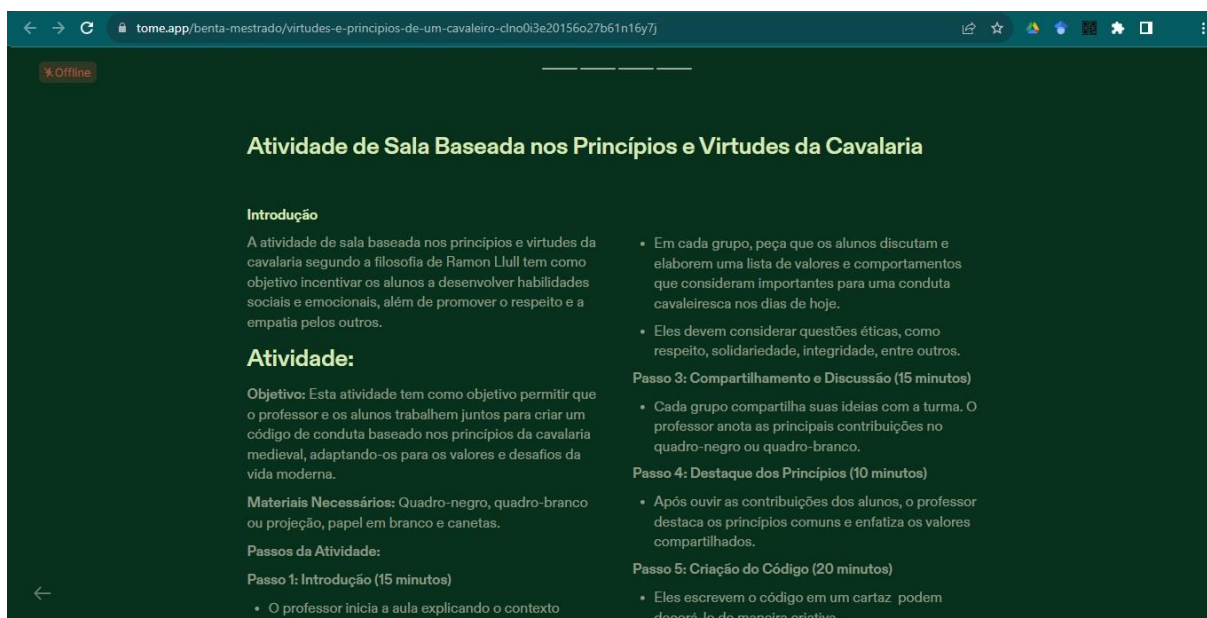 tome.app/benta-mestrado/virtudes-e-principios-de-um-cavaleiro-clno0i3e20156o27b61n16y7j
Offline
Atividade de Sala Baseada nos Princípios e Virtudes da Cavalaria
Introdução
A atividade de sala baseada nos princípios e virtudes da
cavalaria segundo a filosofia de Ramon Llull tem como
objetivo incentivar os alunos a desenvolver habilidades
sociais e emocionais, além de promover o respeito e a
empatia pelos outros.
Atividade:
Objetivo: Esta atividade tem como objetivo permitir que
o professor e os alunos trabalhem juntos para criar um
código de conduta baseado nos princípios da cavalaria
medieval, adaptando-os para os valores e desafios da
vida moderna.
Materiais Necessários: Quadro-negro, quadro-branco
ou projeção, papel em branco e canetas.
Passos da Atividade:
Passo 1: Introdução (15 minutos)
• O professor inicia a aula explicando o contexto
• Em cada grupo, peça que os alunos discutam e
elaborem uma lista de valores e comportamentos
que consideram importantes para uma conduta
cavaleiresca nos dias de hoje.
• Eles devem considerar questões éticas, como
respeito, solidariedade, integridade, entre outros.
Passo 3: Compartilhamento e Discussão (15 minutos)
• Cada grupo compartilha suas ideias com a turma. O
professor anota as principais contribuições no
quadro-negro ou quadro-branco.
Passo 4: Destaque dos Princípios (10 minutos)
• Após ouvir as contribuições dos alunos, o professor
destaca os princípios comuns e enfatiza os valores
compartilhados.
Passo 5: Criação do Código (20 minutos)
• Eles escrevem o código em um cartaz podem
decorá-lo de maneira criativa